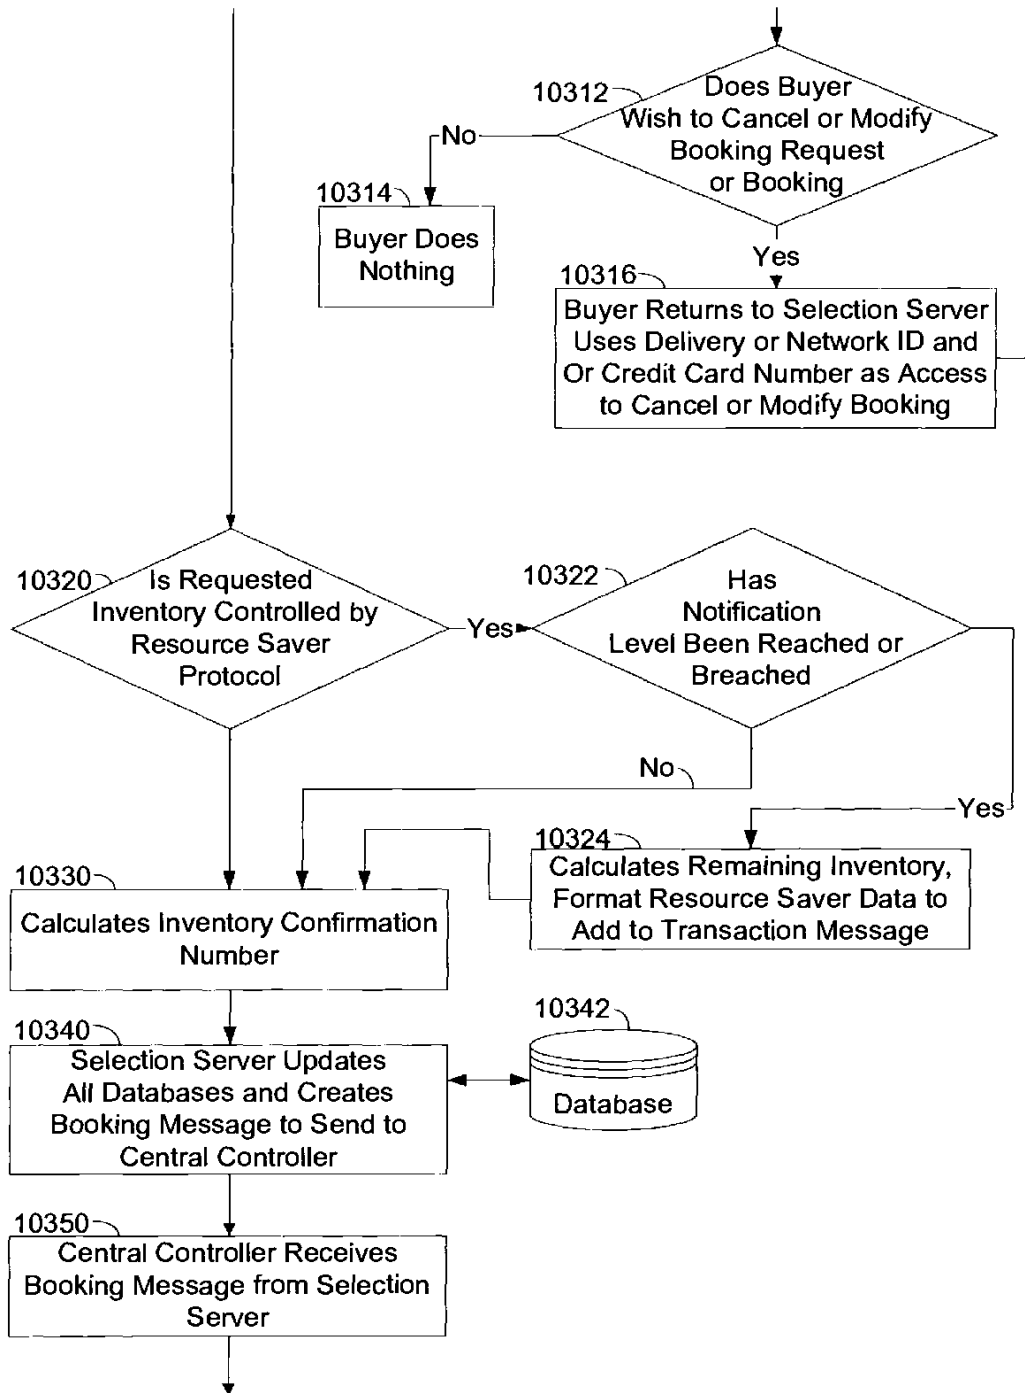 10312
Does Buyer
Wish to Cancel or Modify
Booking Request
or Booking
No
10314
Buyer Does
Nothing
Yes
10316
Buyer Returns to Selection Server
Uses Delivery or Network ID and
Or Credit Card Number as Access
to Cancel or Modify Booking
10320
Is Requested
Inventory Controlled by
Resource Saver
Protocol
Yes
10322
Has
Notification
Level Been Reached or
Breached
No
Yes
10324
Calculates Remaining Inventory,
Format Resource Saver Data to
Add to Transaction Message
10330
Calculates Inventory Confirmation
Number
10340
Selection Server Updates
All Databases and Creates
Booking Message to Send to
Central Controller
10342
Database
10350
Central Controller Receives
Booking Message from Selection
Server